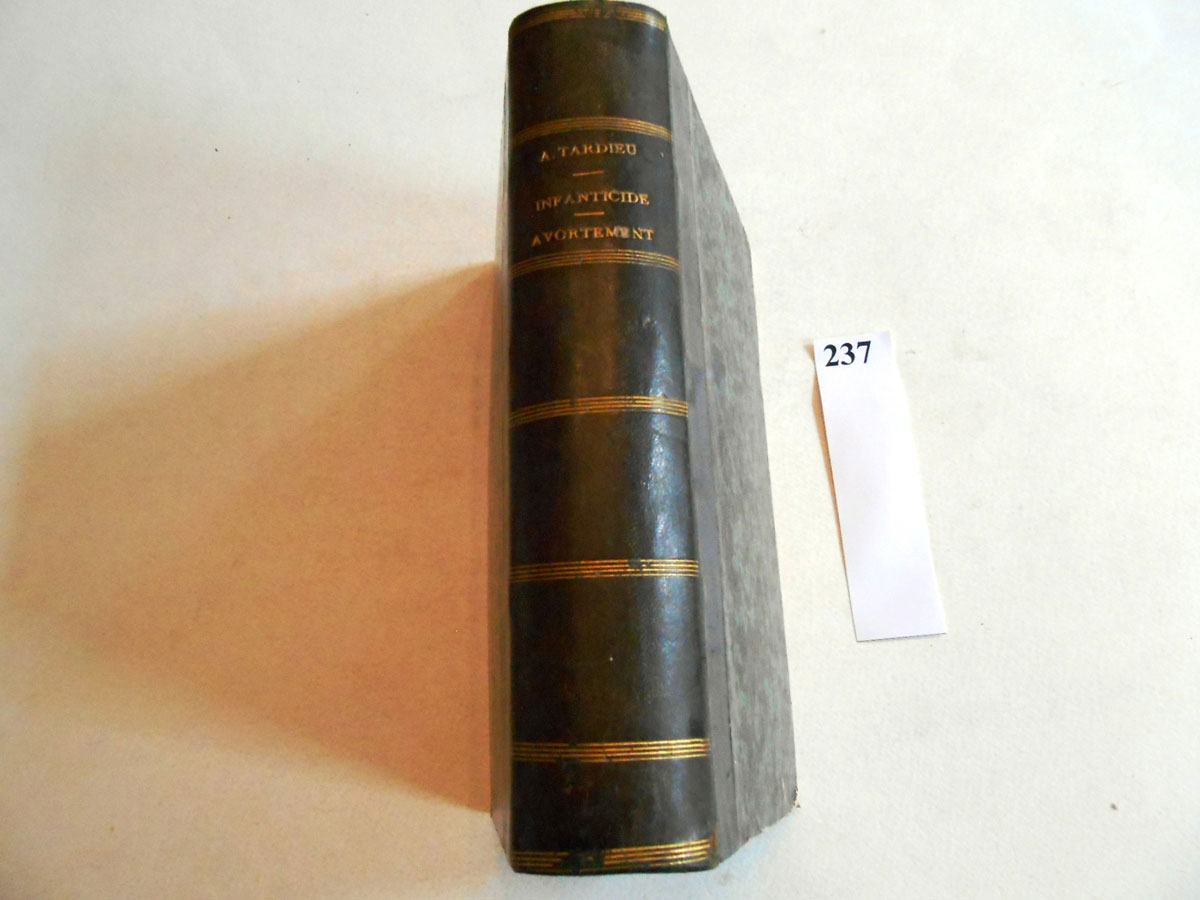 A. TARDIEU
INFANTICIDE
AVORTEMENT
237